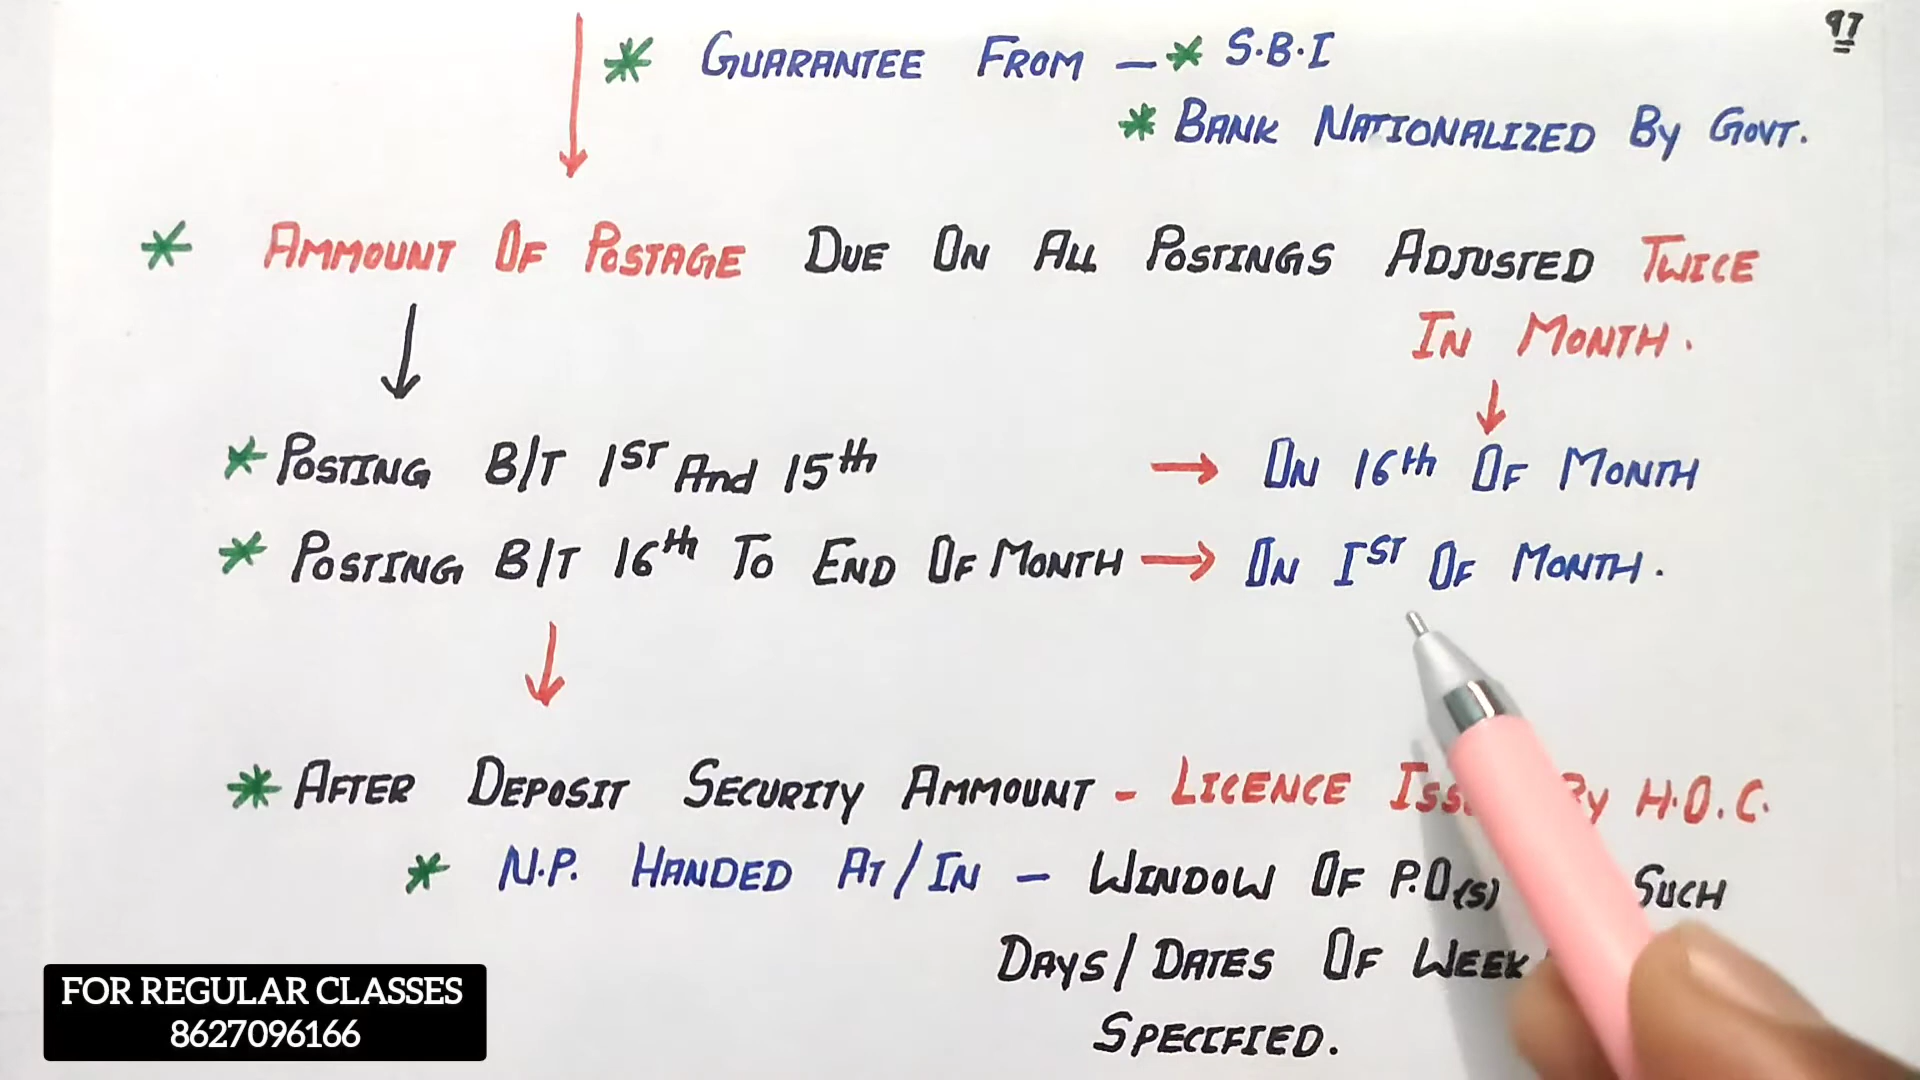 97
* GUARANTEE FROM - * S.B.I
* BANK NATIONALIZED BY GOVT.
* AMMOUNT OF POSTAGE DUE ON ALL POSTINGS ADJUSTED TWICE
IN MONTH.
* POSTING B/T 1ST And 15th → ON 16th OF MONTH
* POSTING B/T 16th TO END OF MONTH → ON IST OF MONTH.
* AFTER DEPOSIT SECURITY AMMOUNT - LICENCE BY H.O.C.
* N.P. HANDED AT/IN - WINDOW OF P.O(S) SUCH
DAYS/DATES OF WEEK
SPECIFIED.
FOR REGULAR CLASSES
8627096166